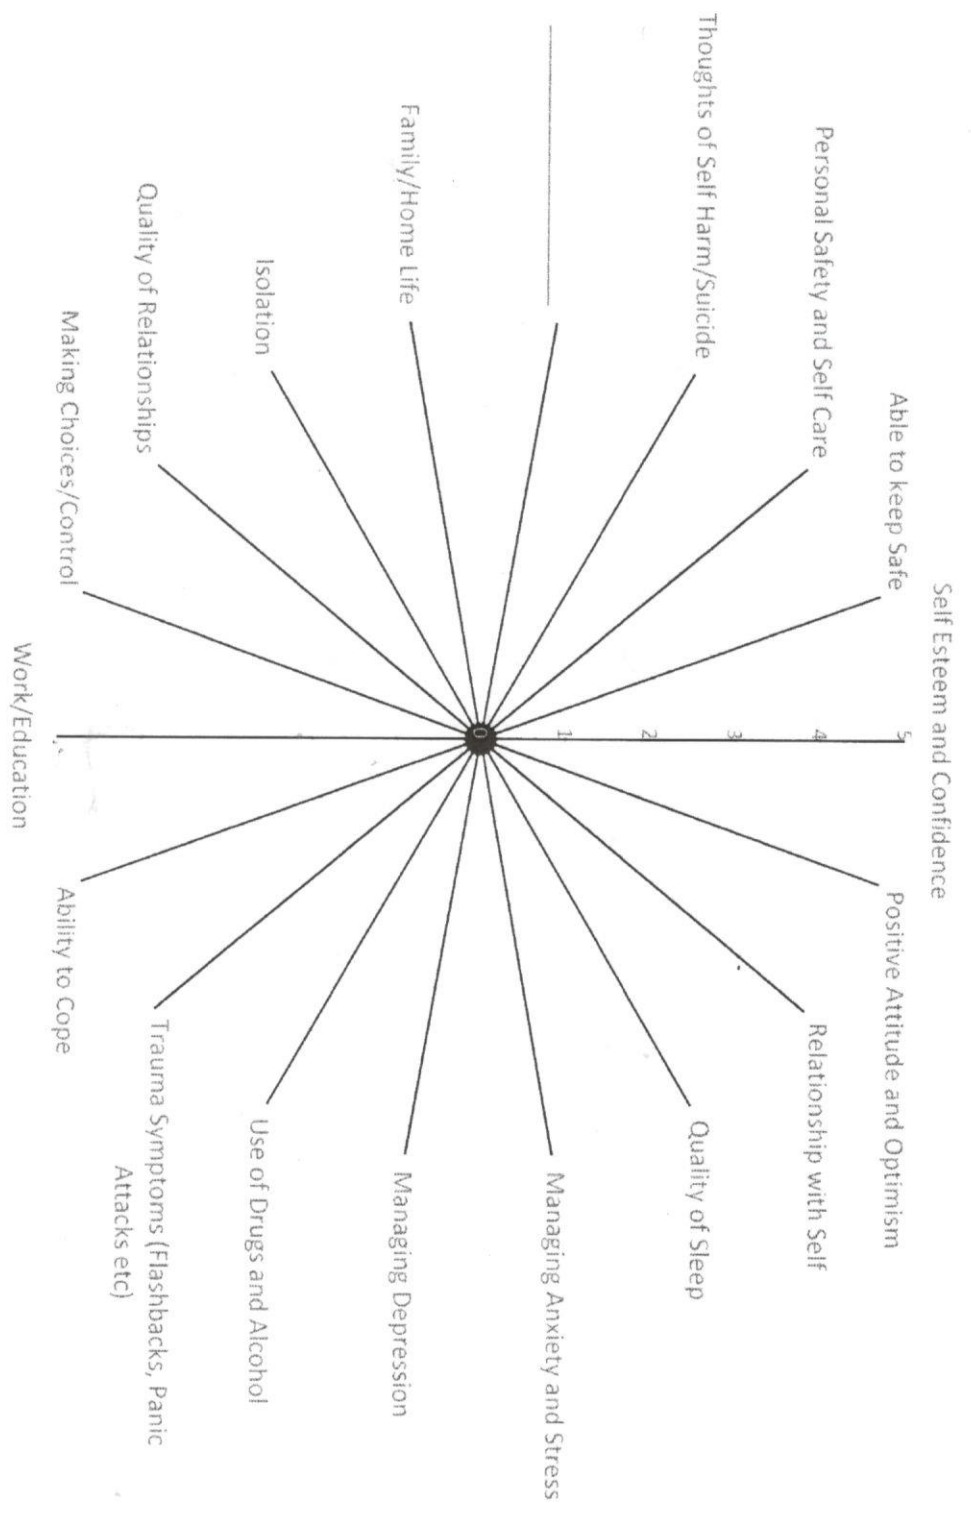 Self Esteem and Confidence
Able to keep Safe
Positive Attitude and Optimism
Personal Safety and Self Care
Relationship with Self
Thoughts of Self Harm/Suicide
Quality of Sleep
Managing Anxiety and Stress
Family/Home Life
Managing Depression
Isolation
Use of Drugs and Alcohol
Quality of Relationships
Trauma Symptoms (Flashbacks, Panic
Attacks etc)
Making Choices/Control
Ability to Cope
Work/Education
5
4
3
2
1
0